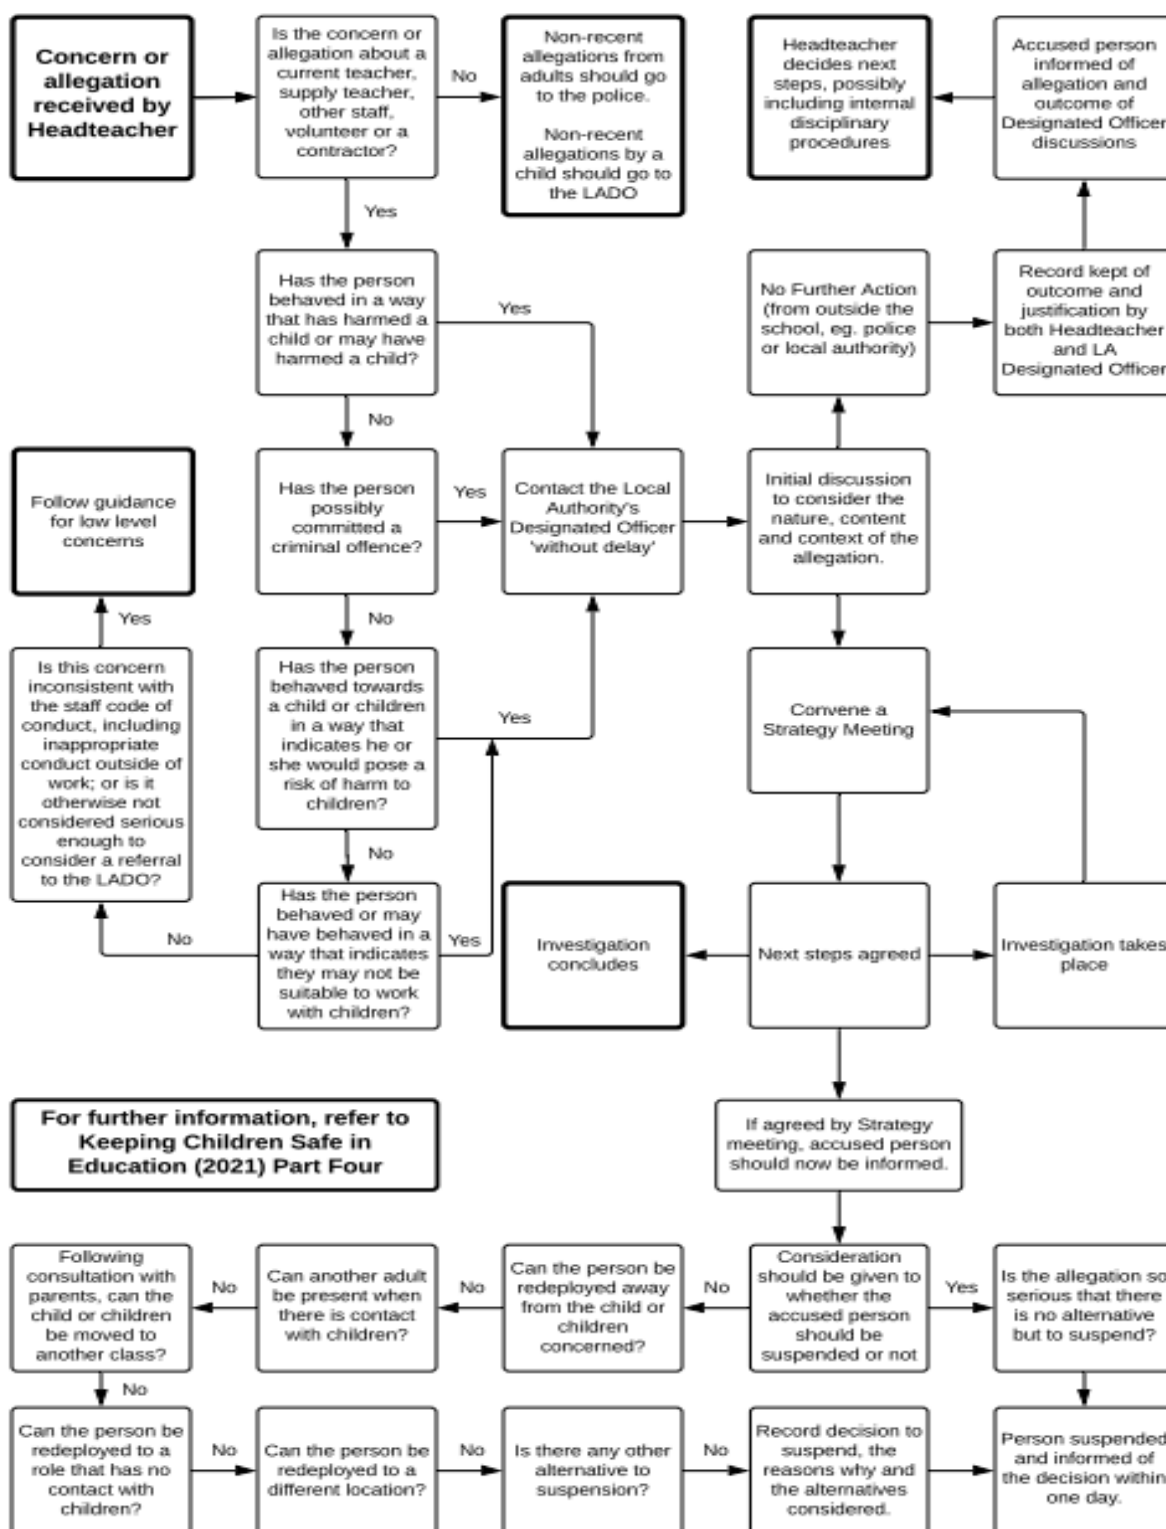 Concern or
allegation
received by
Headteacher
Is the concern or
allegation about a
current teacher,
supply teacher,
other staff,
volunteer or a
contractor?
No
Non-recent
allegations from
adults should go
to the police.
Non-recent
allegations by a
child should go to
the LADO
Headteacher
decides next
steps, possibly
including internal
disciplinary
procedures
Accused person
informed of
allegation and
outcome of
Designated Officer
discussions
Yes
Has the person
behaved in a way
that has harmed a
child or may have
harmed a child?
Yes
No Further Action
(from outside the
school, eg. police
or local authority)
Record kept of
outcome and
justification by
both Headteacher
and LA
Designated Officer
No
Follow guidance
for low level
concerns
Has the person
possibly
committed a
criminal offence?
Yes
Contact the Local
Authority's
Designated Officer
'without delay'
Initial discussion
to consider the
nature, content
and context of the
allegation.
Yes
No
Is this concern
inconsistent with
the staff code of
conduct, including
inappropriate
conduct outside of
work; or is it
otherwise not
considered serious
enough to
consider a referral
to the LADO?
Has the person
behaved towards
a child or children
in a way that
indicates he or
she would pose a
risk of harm to
children?
Yes
Convene a
Strategy Meeting
No
No
Has the person
behaved or may
have behaved in a
way that indicates
they may not be
suitable to work
with children?
Yes
Investigation
concludes
Next steps agreed
Investigation takes
place
For further information, refer to
Keeping Children Safe in
Education (2021) Part Four
If agreed by Strategy
meeting, accused person
should now be informed.
Following
consultation with
parents, can the
child or children
be moved to
another class?
No
Can another adult
be present when
there is contact
with children?
No
Can the person be
redeployed away
from the child or
children
concerned?
No
Consideration
should be given to
whether the
accused person
should be
suspended or not
Yes
Is the allegation so
serious that there
is no alternative
but to suspend?
No
Can the person be
redeployed to a
role that has no
contact with
children?
No
Can the person be
redeployed to a
different location?
No
Is there any other
alternative to
suspension?
No
Record decision to
suspend, the
reasons why and
the alternatives
considered.
Person suspended
and informed of
the decision within
one day.